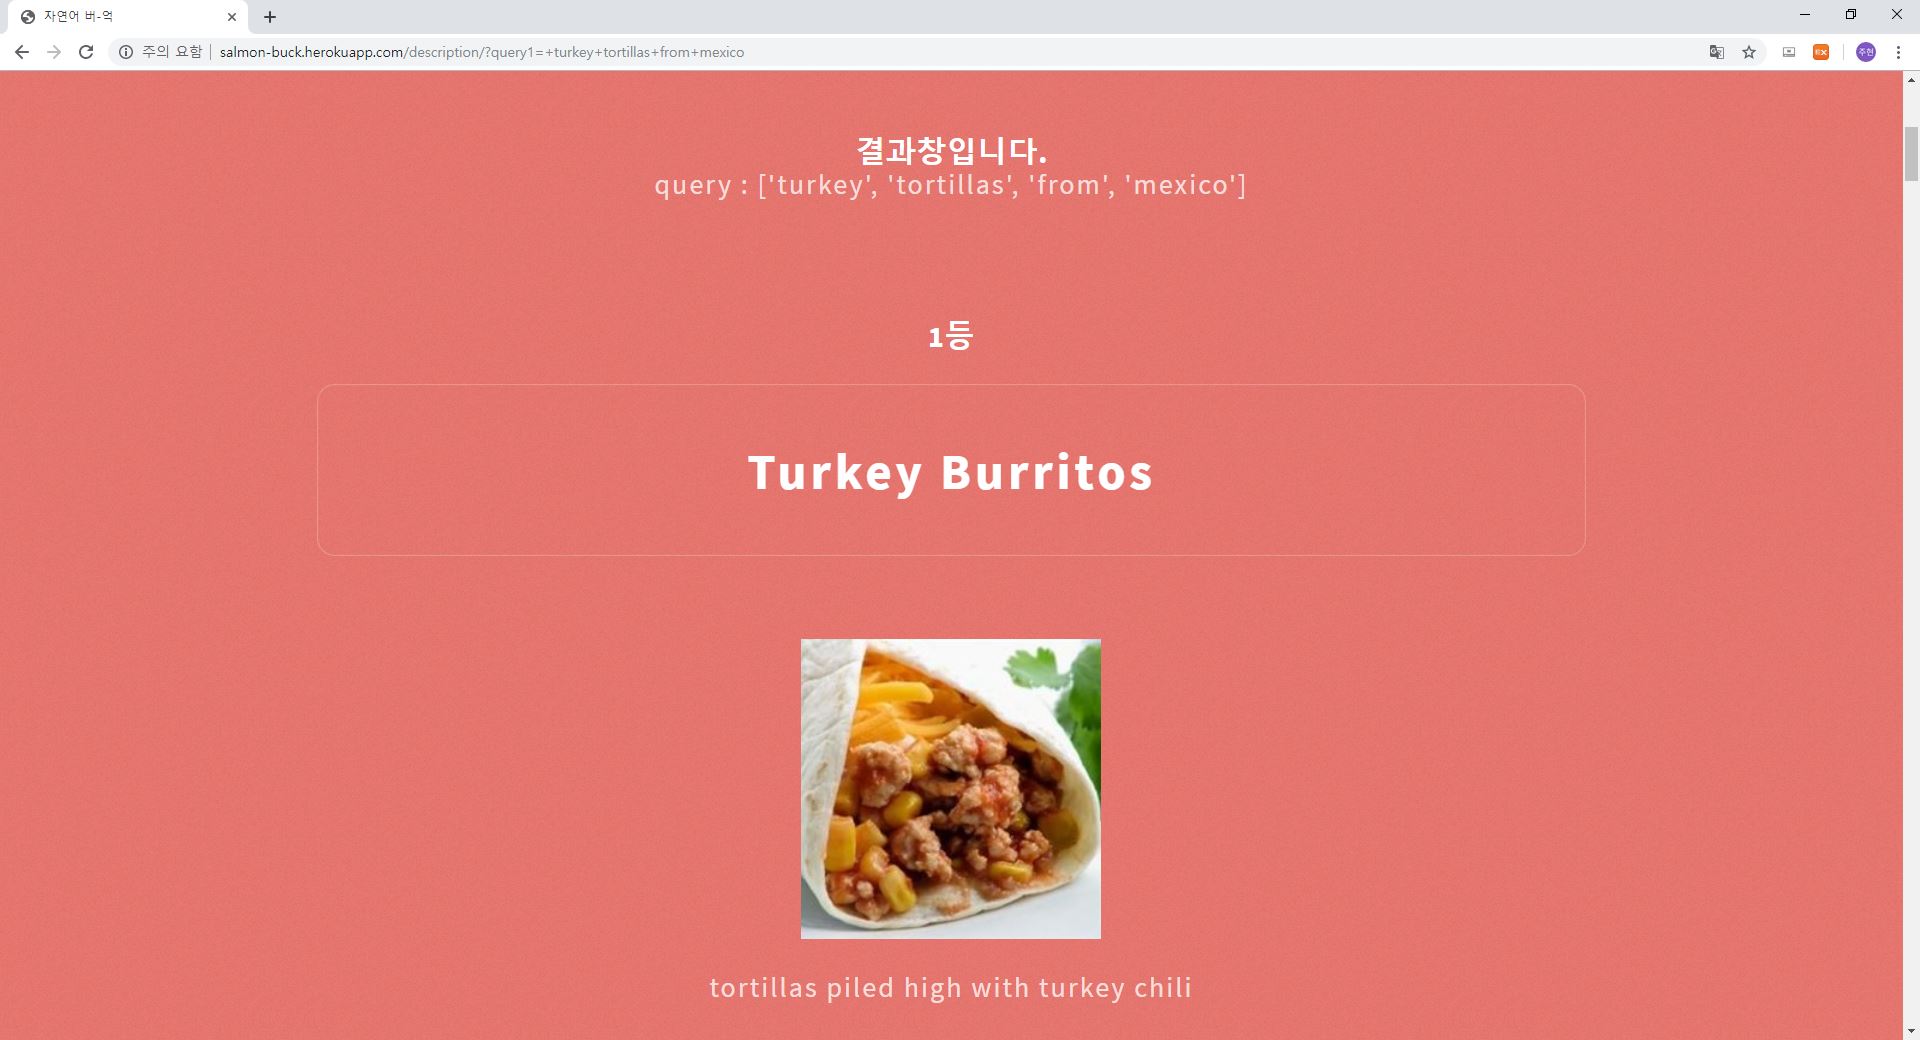 자연어 버-억
주의 요함
salmon-buck.herokuapp.com/description/?query1=+turkey+tortillas+from+mexico
주현
결과창입니다.
query : ['turkey', 'tortillas', 'from', 'mexico']
1등
Turkey Burritos
tortillas piled high with turkey chili